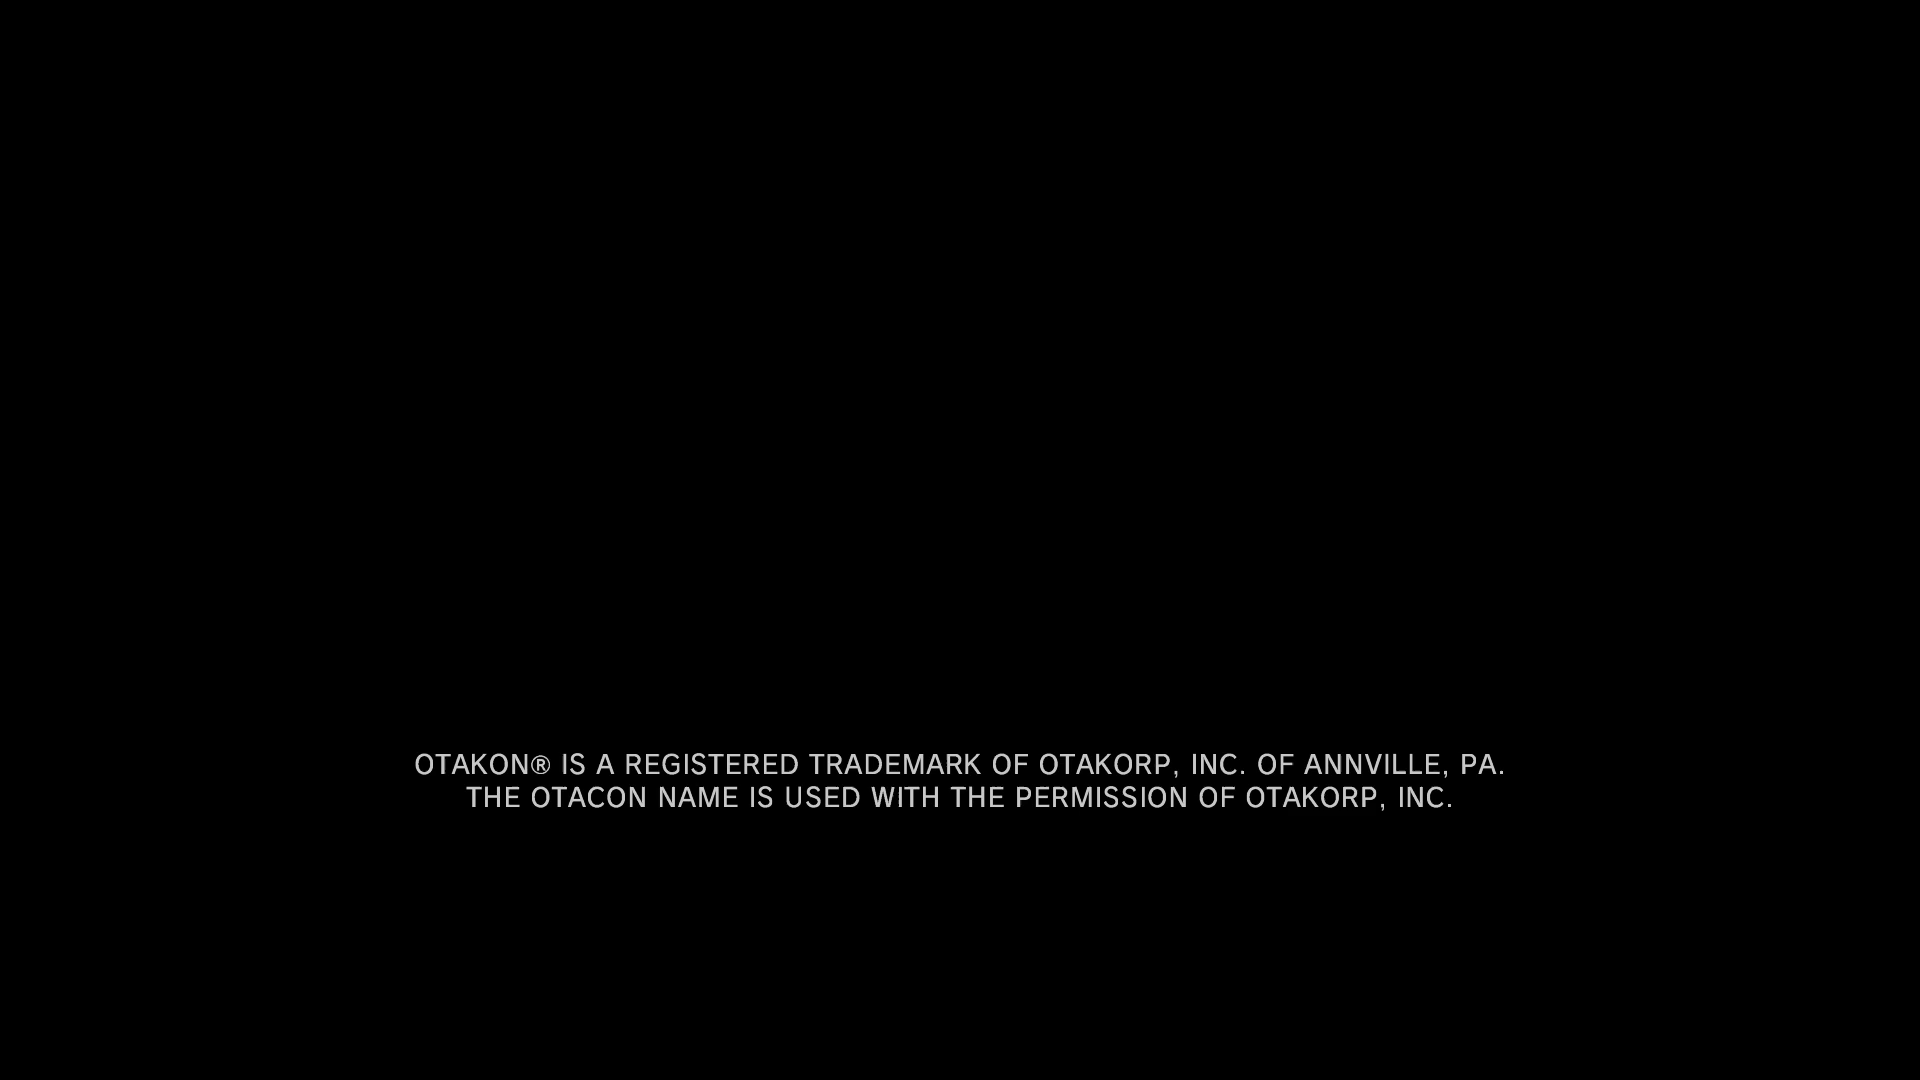 OTAKON® IS A REGISTERED TRADEMARK OF OTAKORP, INC. OF ANNVILLE, PA.
THE OTACON NAME IS USED WITH THE PERMISSION OF OTAKORP, INC.